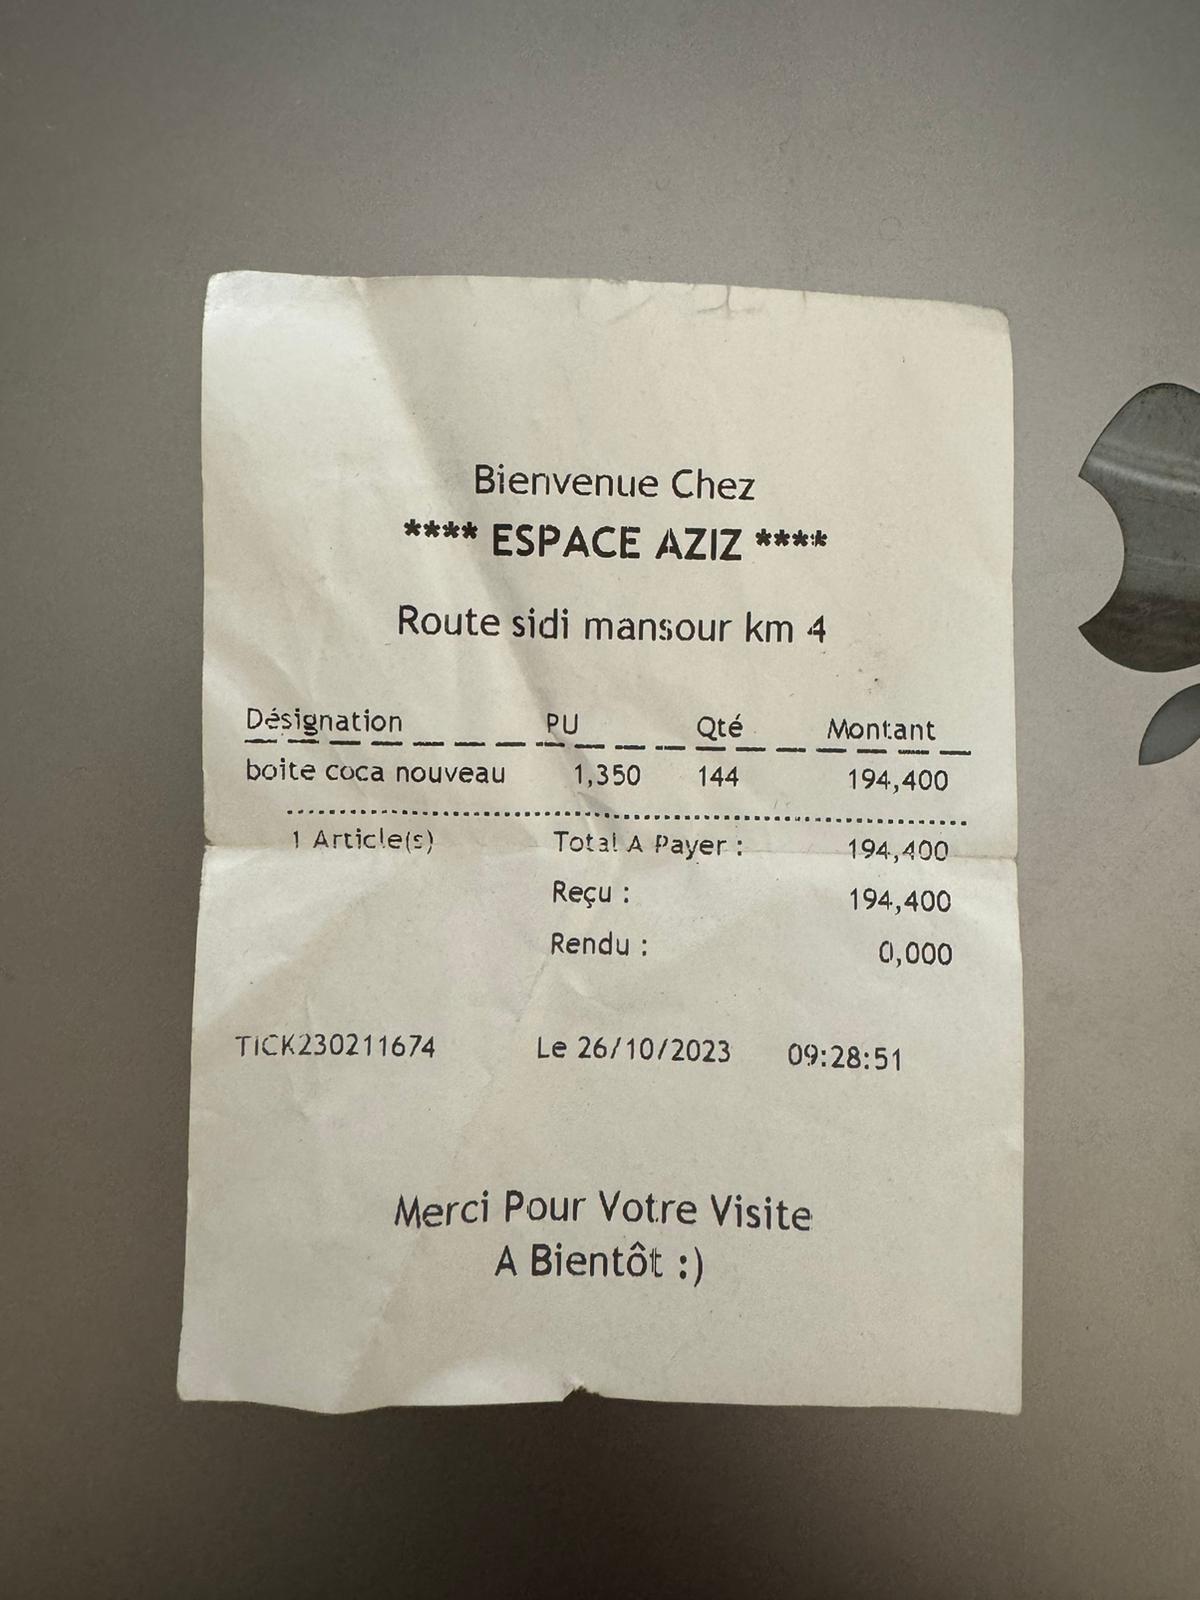 Bienvenue Chez
**** ESPACE AZIZ ****
Route sidi mansour km 4
Désignation PU Qté Montant
boite coca nouveau 1,350 144 194,400
1 Article(s) Total A Payer : 194,400
Reçu : 194,400
Rendu : 0,000
TICK230211674 Le 26/10/2023 09:28:51
Merci Pour Votre Visite
A Bientôt :)